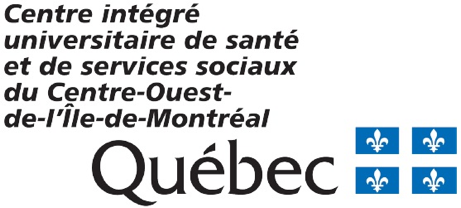 Centre intégré
universitaire de santé
et de services sociaux
du Centre-Ouest-
de-l'Île-de-Montréal
Québec